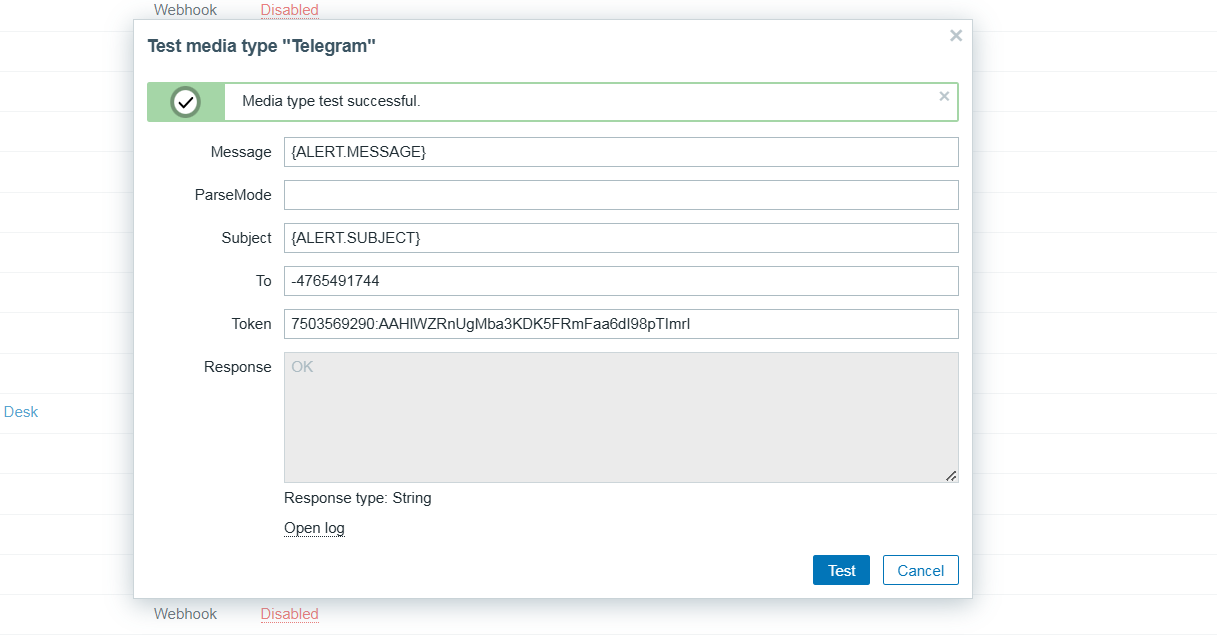 Webhook Disabled
Test media type "Telegram"
Media type test successful.
Message {ALERT.MESSAGE}
ParseMode
Subject {ALERT.SUBJECT}
To -4765491744
Token 7503569290:AAHIWZRnUgMba3KDK5FRmFaa6dI98pTImrI
Response OK
Desk
Response type: String
Open log
Test Cancel
Webhook Disabled